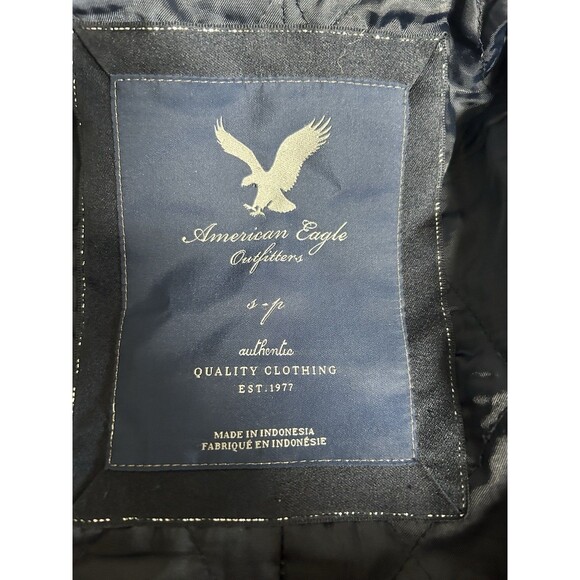 American Eagle
Outfitters
s-p
authentic
QUALITY CLOTHING
EST.1977
MADE IN INDONESIA
FABRIQUÉ EN INDONÉSIE